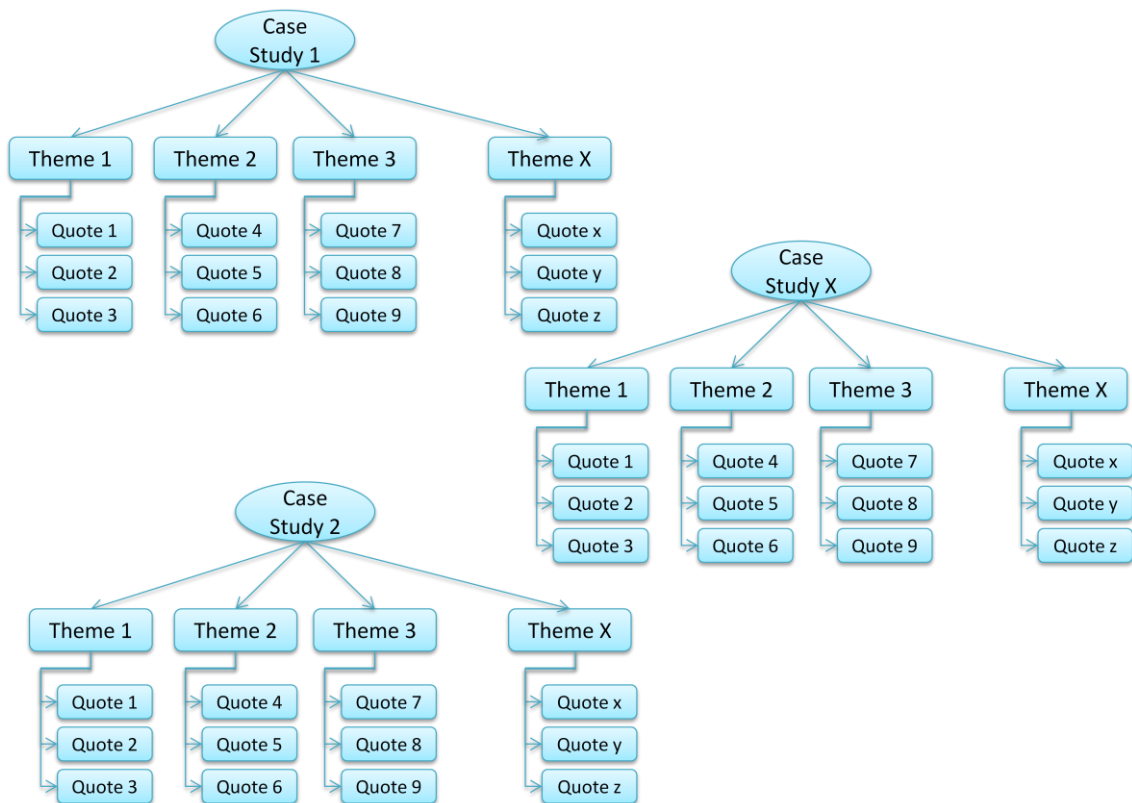 Case
Study 1
Theme 1
Theme 2
Theme 3
Theme X
Quote 1
Quote 4
Quote 7
Quote x
Quote 2
Quote 5
Quote 8
Quote y
Quote 3
Quote 6
Quote 9
Quote z
Case
Study X
Theme 1
Theme 2
Theme 3
Theme X
Quote 1
Quote 4
Quote 7
Quote x
Quote 2
Quote 5
Quote 8
Quote y
Quote 3
Quote 6
Quote 9
Quote z
Case
Study 2
Theme 1
Theme 2
Theme 3
Theme X
Quote 1
Quote 4
Quote 7
Quote x
Quote 2
Quote 5
Quote 8
Quote y
Quote 3
Quote 6
Quote 9
Quote z